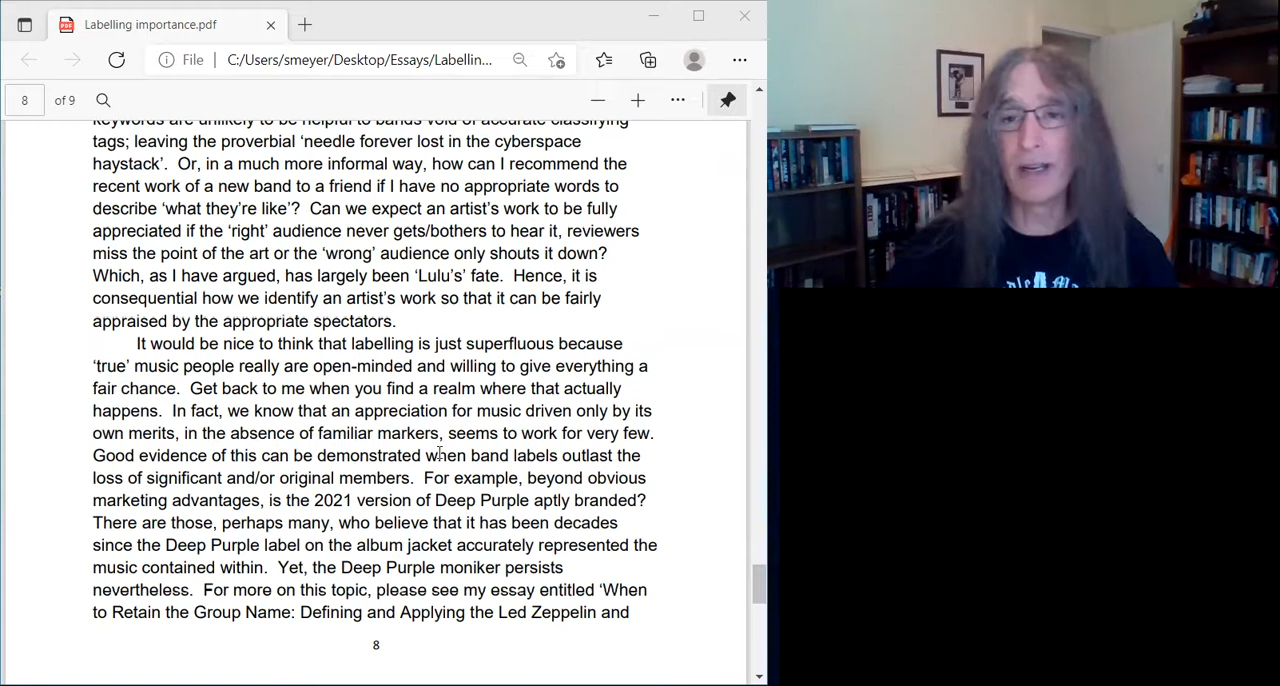 Labelling importance.pdf
File
C:/Users/smeyer/Desktop/Essays/Labellin...
8 of 9
keywords are unlikely to be helpful to bands void of accurate classifying
tags; leaving the proverbial ‘needle forever lost in the cyberspace
haystack’.  Or, in a much more informal way, how can I recommend the
recent work of a new band to a friend if I have no appropriate words to
describe ‘what they’re like’?  Can we expect an artist’s work to be fully
appreciated if the ‘right’ audience never gets/bothers to hear it, reviewers
miss the point of the art or the ‘wrong’ audience only shouts it down?
Which, as I have argued, has largely been ‘Lulu’s’ fate.  Hence, it is
consequential how we identify an artist’s work so that it can be fairly
appraised by the appropriate spectators.
It would be nice to think that labelling is just superfluous because
‘true’ music people really are open-minded and willing to give everything a
fair chance.  Get back to me when you find a realm where that actually
happens.  In fact, we know that an appreciation for music driven only by its
own merits, in the absence of familiar markers, seems to work for very few.
Good evidence of this can be demonstrated when band labels outlast the
loss of significant and/or original members.  For example, beyond obvious
marketing advantages, is the 2021 version of Deep Purple aptly branded?
There are those, perhaps many, who believe that it has been decades
since the Deep Purple label on the album jacket accurately represented the
music contained within.  Yet, the Deep Purple moniker persists
nevertheless.  For more on this topic, please see my essay entitled ‘When
to Retain the Group Name: Defining and Applying the Led Zeppelin and
8